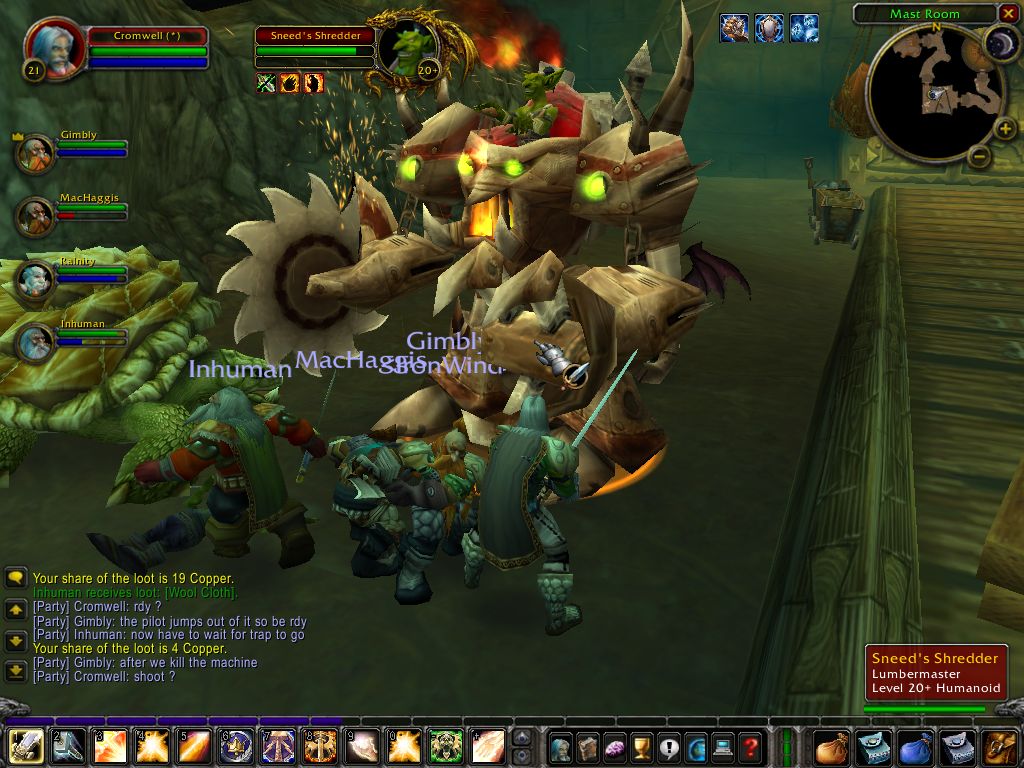 Cromwell (*)
21
Sneed's Shredder
20+
Mast Room
N
Gimbly
MacHaggis
Rainity
Inhuman
Inhuman
MacHaggis
Gimbly
Your share of the loot is 19 Copper.
Inhuman receives loot: [Wool Cloth].
[Party] Cromwell: rdy ?
[Party] Gimbly: the pilot jumps out of it so be rdy
[Party] Inhuman: now have to wait for trap to go
Your share of the loot is 4 Copper.
[Party] Gimbly: after we kill the machine
[Party] Cromwell: shoot ?
Sneed's Shredder
Lumbermaster
Level 20+ Humanoid